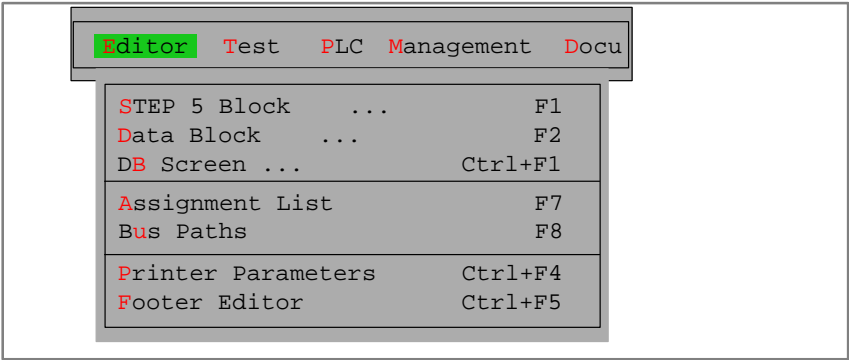 Editor Test PLC Management Docu
STEP 5 Block ... F1
Data Block ... F2
DB Screen ... Ctrl+F1
Assignment List F7
Bus Paths F8
Printer Parameters Ctrl+F4
Footer Editor Ctrl+F5